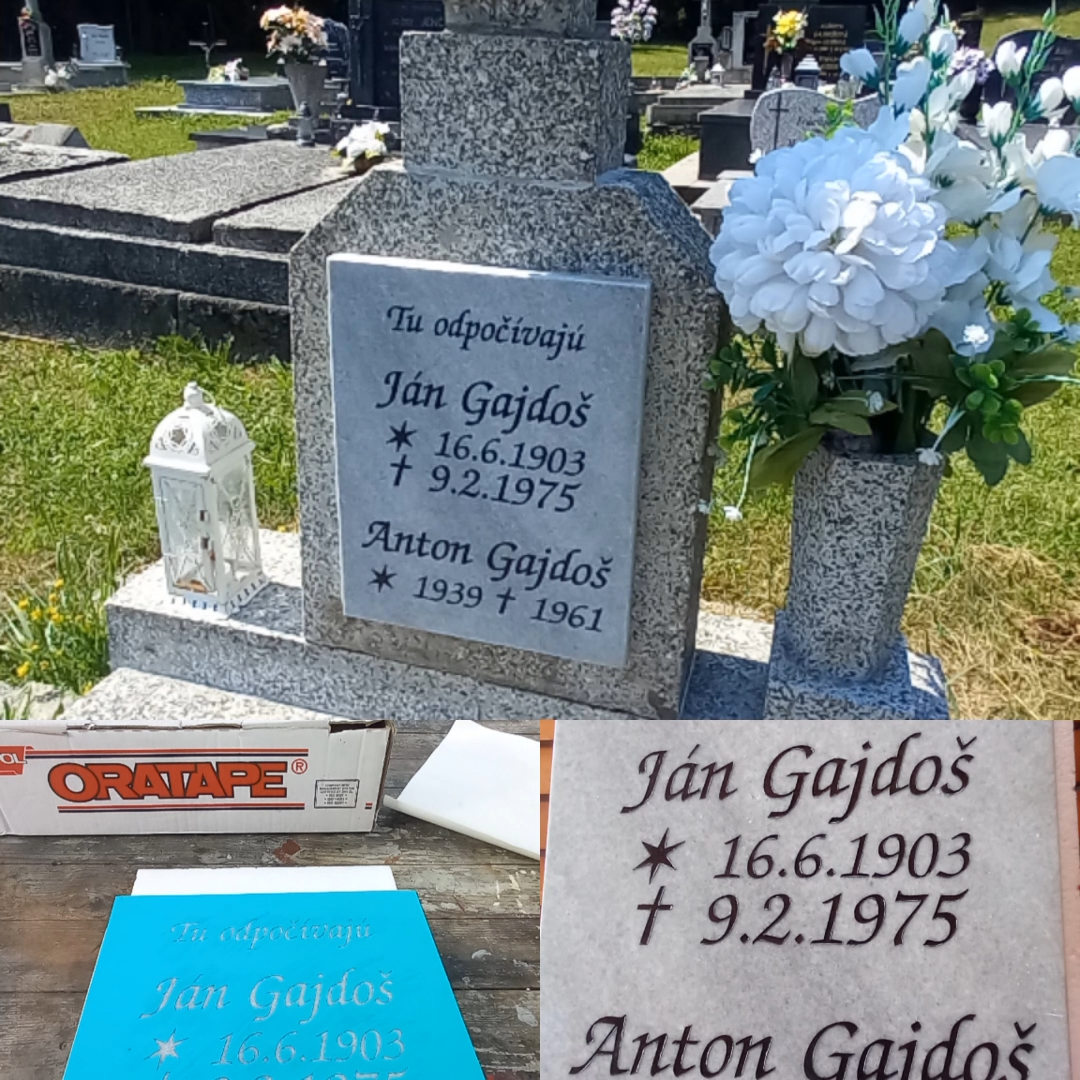 Tu odpočívajú
Ján Gajdoš
* 16.6.1903
† 9.2.1975
Anton Gajdoš
* 1939 † 1961
ORATAPE®
Tu odpočívajú
Ján Gajdoš
* 16.6.1903
Ján Gajdoš
* 16.6.1903
† 9.2.1975
Anton Gajdoš